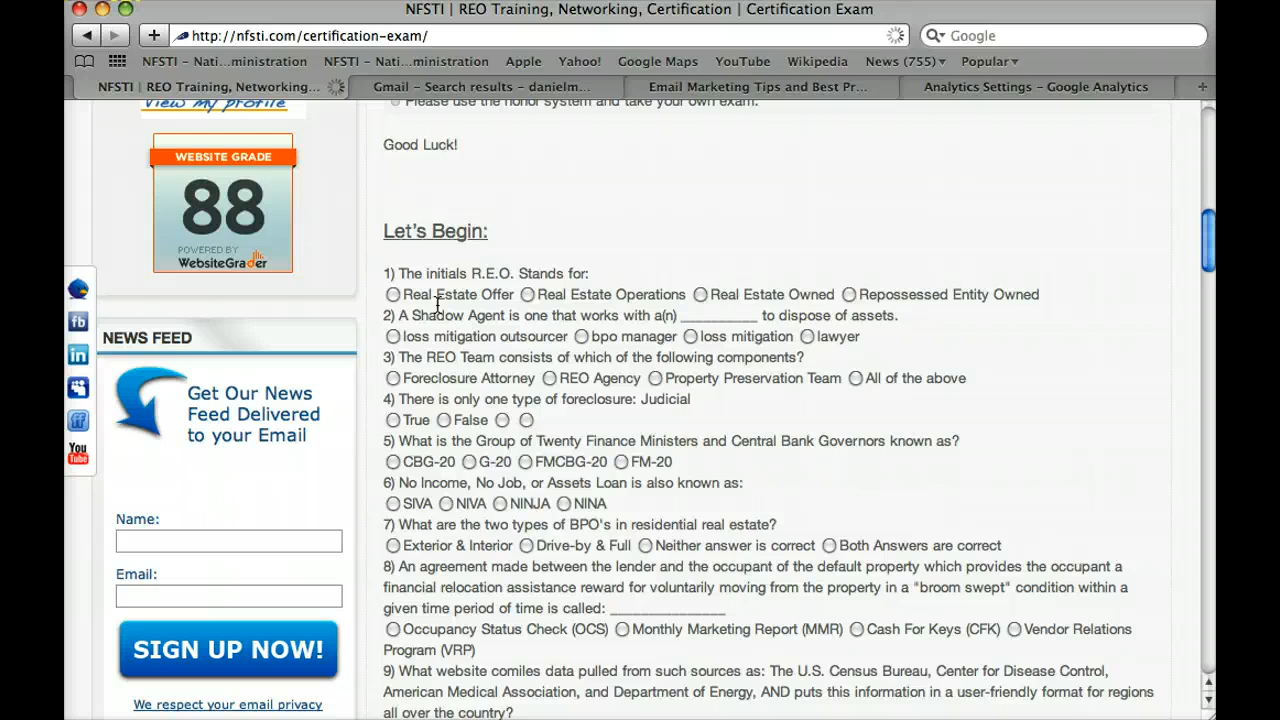 NFSTI | REO Training, Networking, Certification | Certification Exam
http://nfsti.com/certification-exam/
Google
NFSTI – Nati...ministration NFSTI – Nati...ministration Apple Yahoo! Google Maps YouTube Wikipedia News (755) Popular
NFSTI | REO Training, Networking... Gmail – Search results – danielm... Email Marketing Tips and Best Pr... Analytics Settings – Google Analytics
View my profile
WEBSITE GRADE
88
POWERED BY
WebsiteGrader
fb
in
ff
You
Tube
NEWS FEED
Get Our News
Feed Delivered
to your Email
Name:
Email:
SIGN UP NOW!
We respect your email privacy
Please use the honor system and take your own exam.
Good Luck!
Let's Begin:
1) The initials R.E.O. Stands for:
Real Estate Offer Real Estate Operations Real Estate Owned Repossessed Entity Owned
2) A Shadow Agent is one that works with a(n) __________ to dispose of assets.
loss mitigation outsourcer bpo manager loss mitigation lawyer
3) The REO Team consists of which of the following components?
Foreclosure Attorney REO Agency Property Preservation Team All of the above
4) There is only one type of foreclosure: Judicial
True False
5) What is the Group of Twenty Finance Ministers and Central Bank Governors known as?
CBG-20 G-20 FMCBG-20 FM-20
6) No Income, No Job, or Assets Loan is also known as:
SIVA NIVA NINJA NINA
7) What are the two types of BPO's in residential real estate?
Exterior & Interior Drive-by & Full Neither answer is correct Both Answers are correct
8) An agreement made between the lender and the occupant of the default property which provides the occupant a
financial relocation assistance reward for voluntarily moving from the property in a "broom swept" condition within a
given time period of time is called: _______________
Occupancy Status Check (OCS) Monthly Marketing Report (MMR) Cash For Keys (CFK) Vendor Relations
Program (VRP)
9) What website comiles data pulled from such sources as: The U.S. Census Bureau, Center for Disease Control,
American Medical Association, and Department of Energy, AND puts this information in a user-friendly format for regions
all over the country?